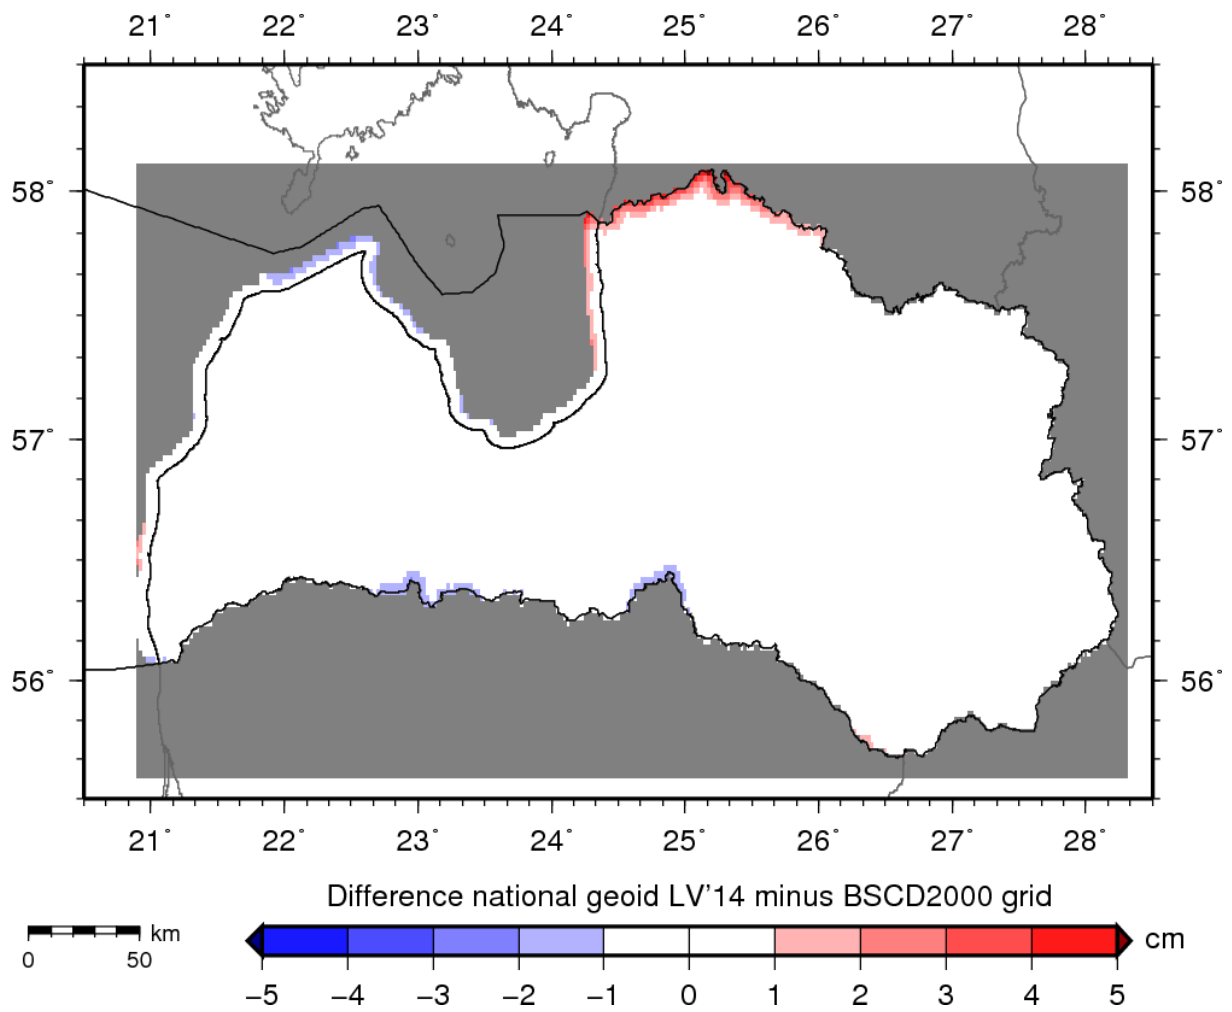 21° 22° 23° 24° 25° 26° 27° 28°
58° 58°
57° 57°
56° 56°
21° 22° 23° 24° 25° 26° 27° 28°
Difference national geoid LV'14 minus BSCD2000 grid
km
0 50
cm
−5 −4 −3 −2 −1 0 1 2 3 4 5